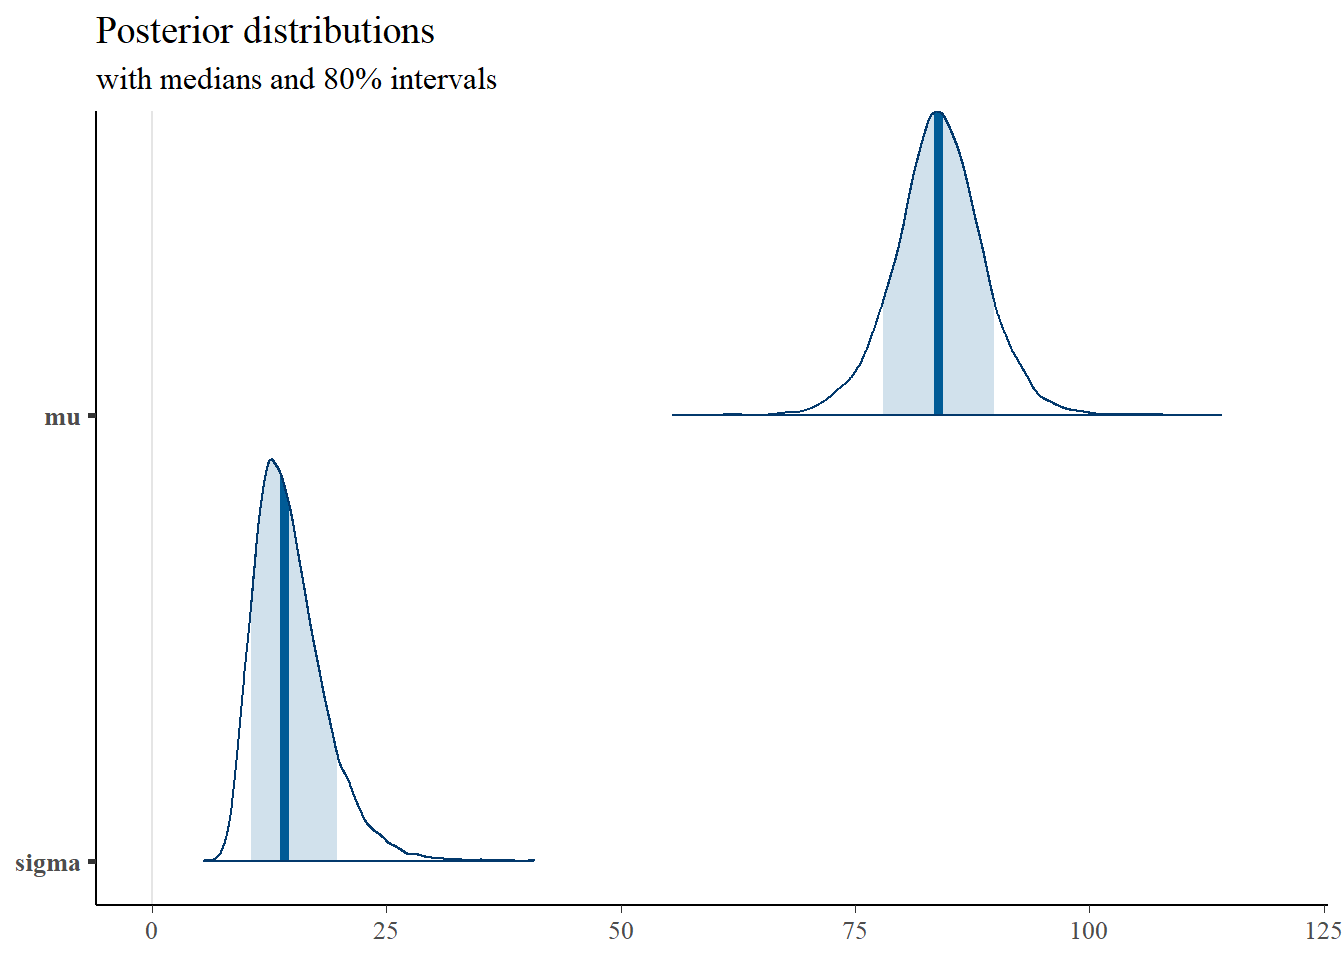 Posterior distributions
with medians and 80% intervals
mu
sigma
0 25 50 75 100 125